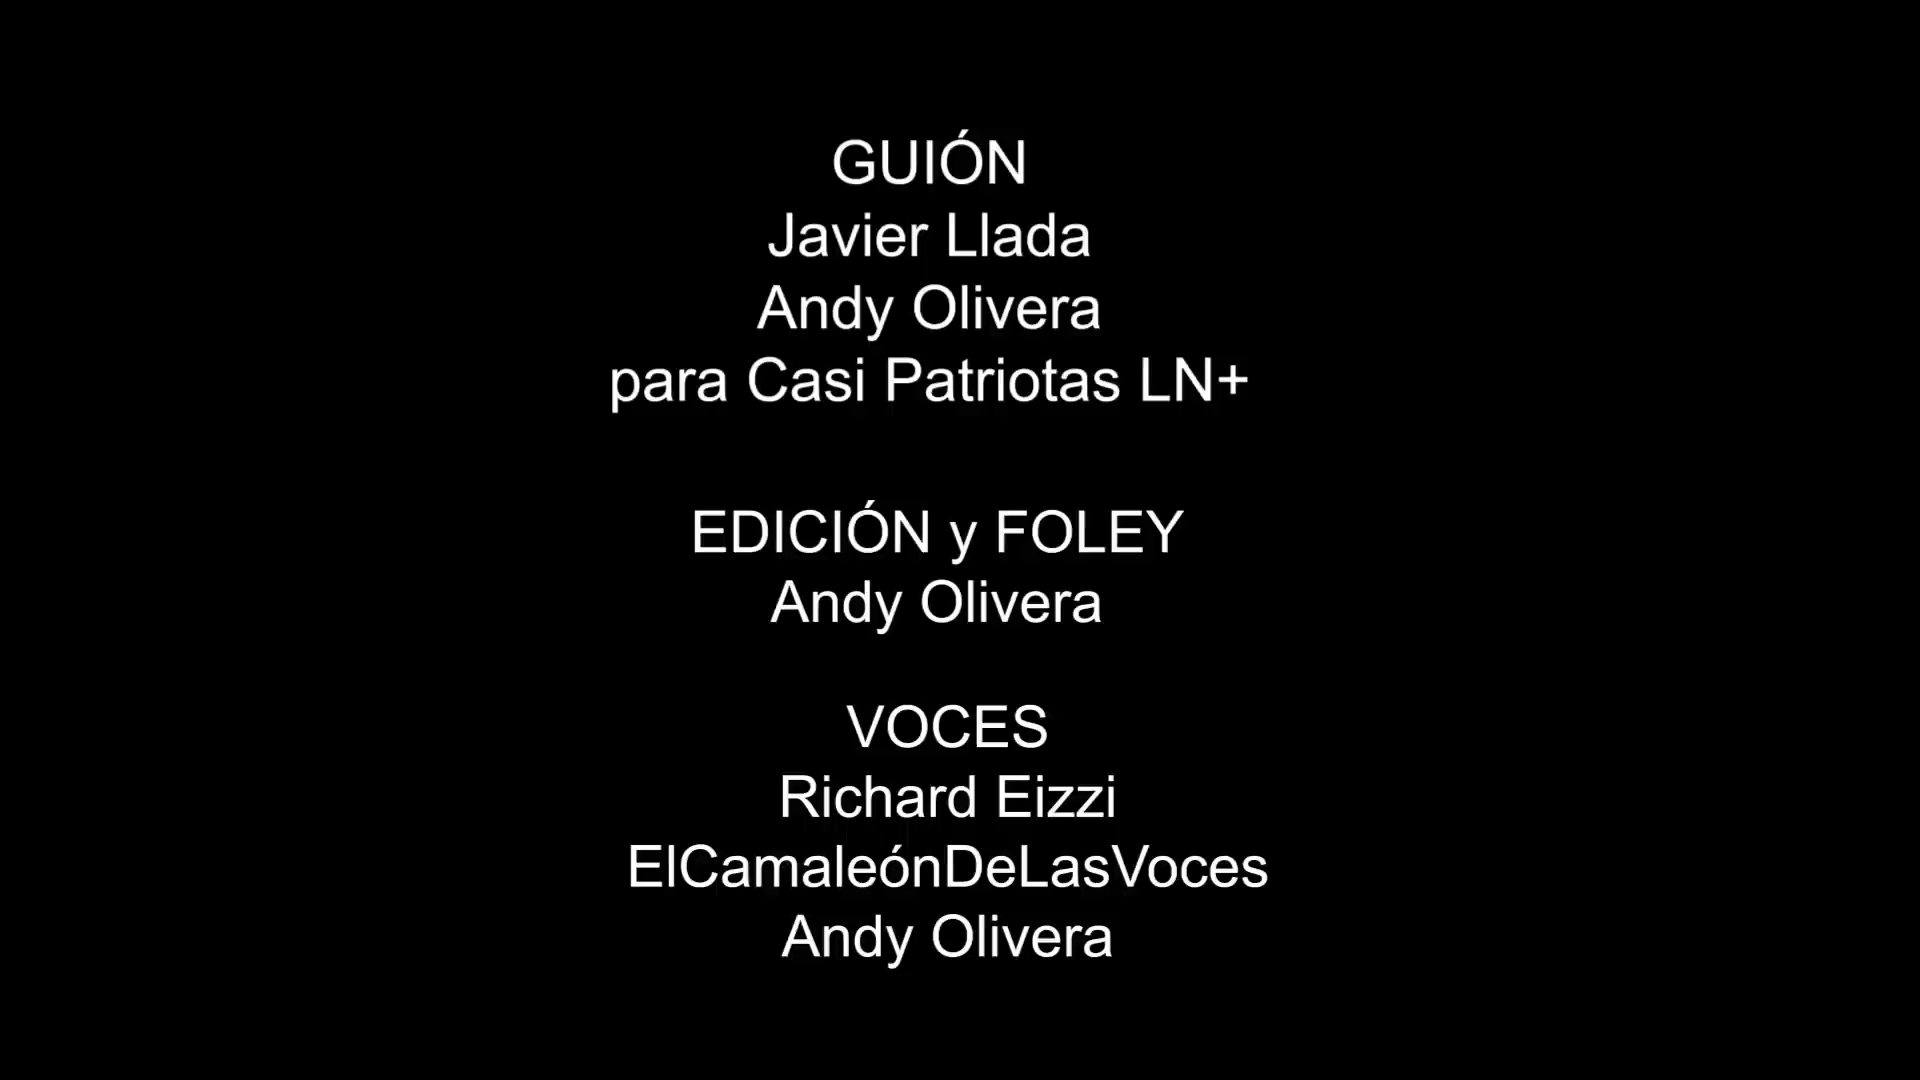 GUIÓN
Javier Llada
Andy Olivera
para Casi Patriotas LN+
EDICIÓN y FOLEY
Andy Olivera
VOCES
Richard Eizzi
ElCamaleónDeLasVoces
Andy Olivera